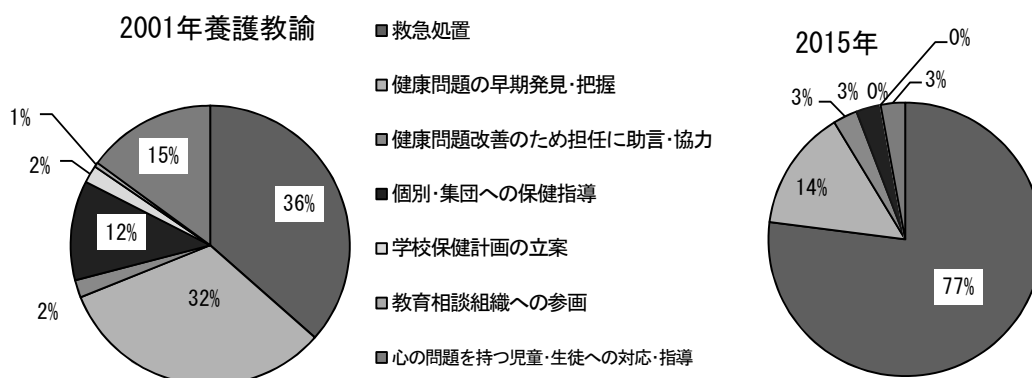 2001年養護教諭
1%
2%
15%
36%
12%
2%
32%
救急処置
健康問題の早期発見･把握
健康問題改善のため担任に助言･協力
個別･集団への保健指導
学校保健計画の立案
教育相談組織への参画
心の問題を持つ児童･生徒への対応･指導
2015年
0%
3%
3%
0%
3%
14%
77%